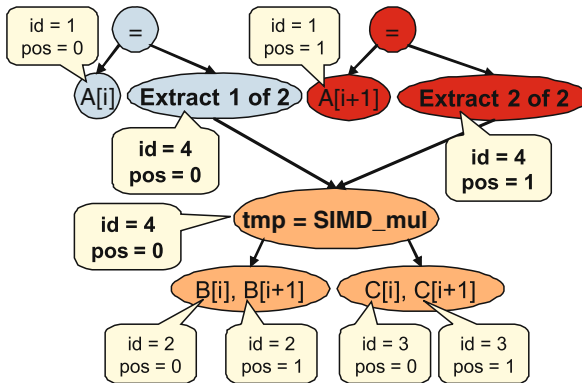 id = 1
pos = 0
=
id = 1
pos = 1
=
A[i]
Extract 1 of 2
A[i+1]
Extract 2 of 2
id = 4
pos = 0
id = 4
pos = 1
id = 4
pos = 0
tmp = SIMD_mul
B[i], B[i+1]
C[i], C[i+1]
id = 2
pos = 0
id = 2
pos = 1
id = 3
pos = 0
id = 3
pos = 1